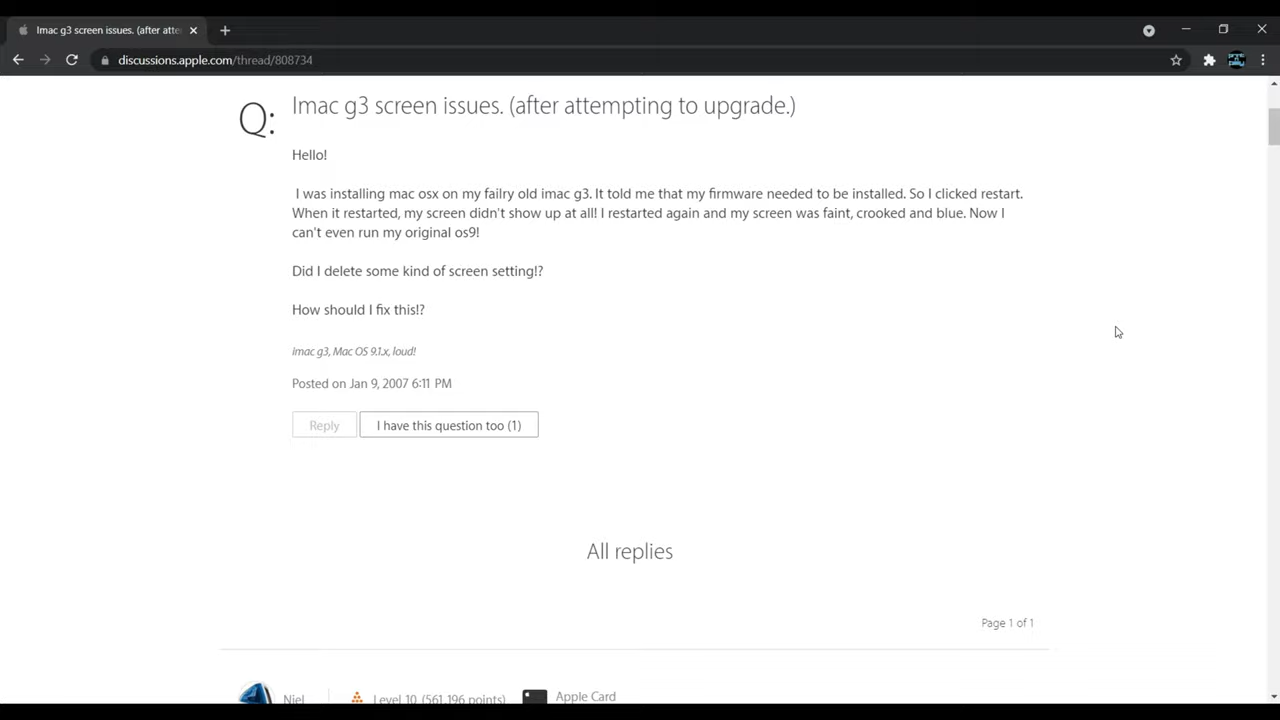 Imac g3 screen issues. (after atte
discussions.apple.com/thread/808734
Q:
Imac g3 screen issues. (after attempting to upgrade.)
Hello!
I was installing mac osx on my failry old imac g3. It told me that my firmware needed to be installed. So I clicked restart.
When it restarted, my screen didn't show up at all! I restarted again and my screen was faint, crooked and blue. Now I
can't even run my original os9!
Did I delete some kind of screen setting!?
How should I fix this!?
imac g3, Mac OS 9.1.x, loud!
Posted on Jan 9, 2007 6:11 PM
Reply
I have this question too (1)
All replies
Page 1 of 1
Niel
Level 10 (561,196 points)
Apple Card